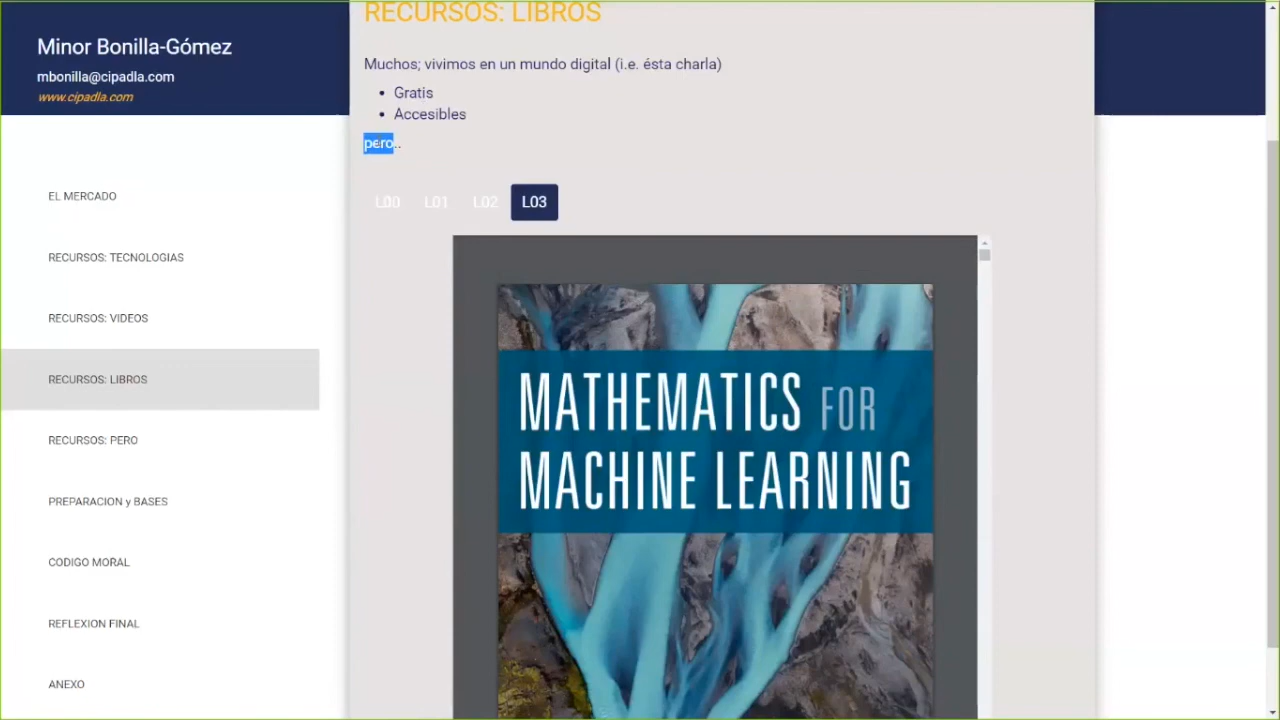 Minor Bonilla-Gómez
mbonilla@cipadla.com
www.cipadla.com
EL MERCADO
RECURSOS: TECNOLOGIAS
RECURSOS: VIDEOS
RECURSOS: LIBROS
RECURSOS: PERO
PREPARACION y BASES
CODIGO MORAL
REFLEXION FINAL
ANEXO
RECURSOS: LIBROS
Muchos; vivimos en un mundo digital (i.e. ésta charla)
• Gratis
• Accesibles
pero..
L00 L01 L02 L03
MATHEMATICS FOR
MACHINE LEARNING